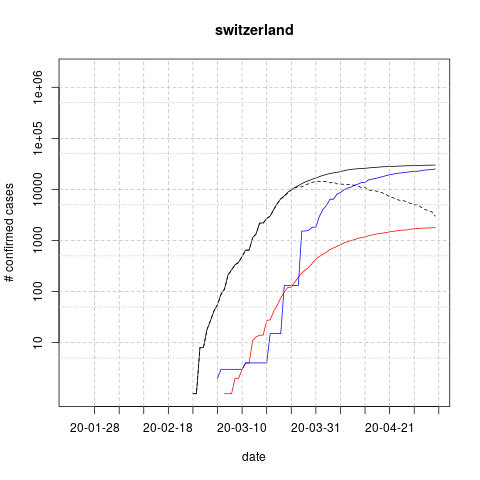 switzerland
# confirmed cases
1e+06
1e+05
10000
1000
100
10
20-01-28
20-02-18
20-03-10
20-03-31
20-04-21
date